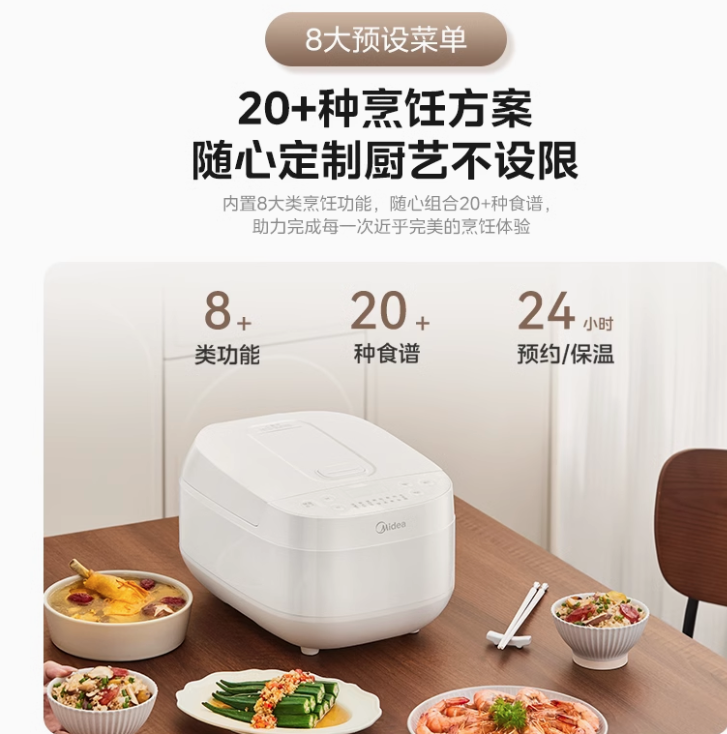 8大预设菜单
20+种烹饪方案
随心定制厨艺不设限
内置8大类烹饪功能，随心组合20+种食谱，
助力完成每一次近乎完美的烹饪体验
8+ 20+ 24小时
类功能 种食谱 预约/保温
Midea